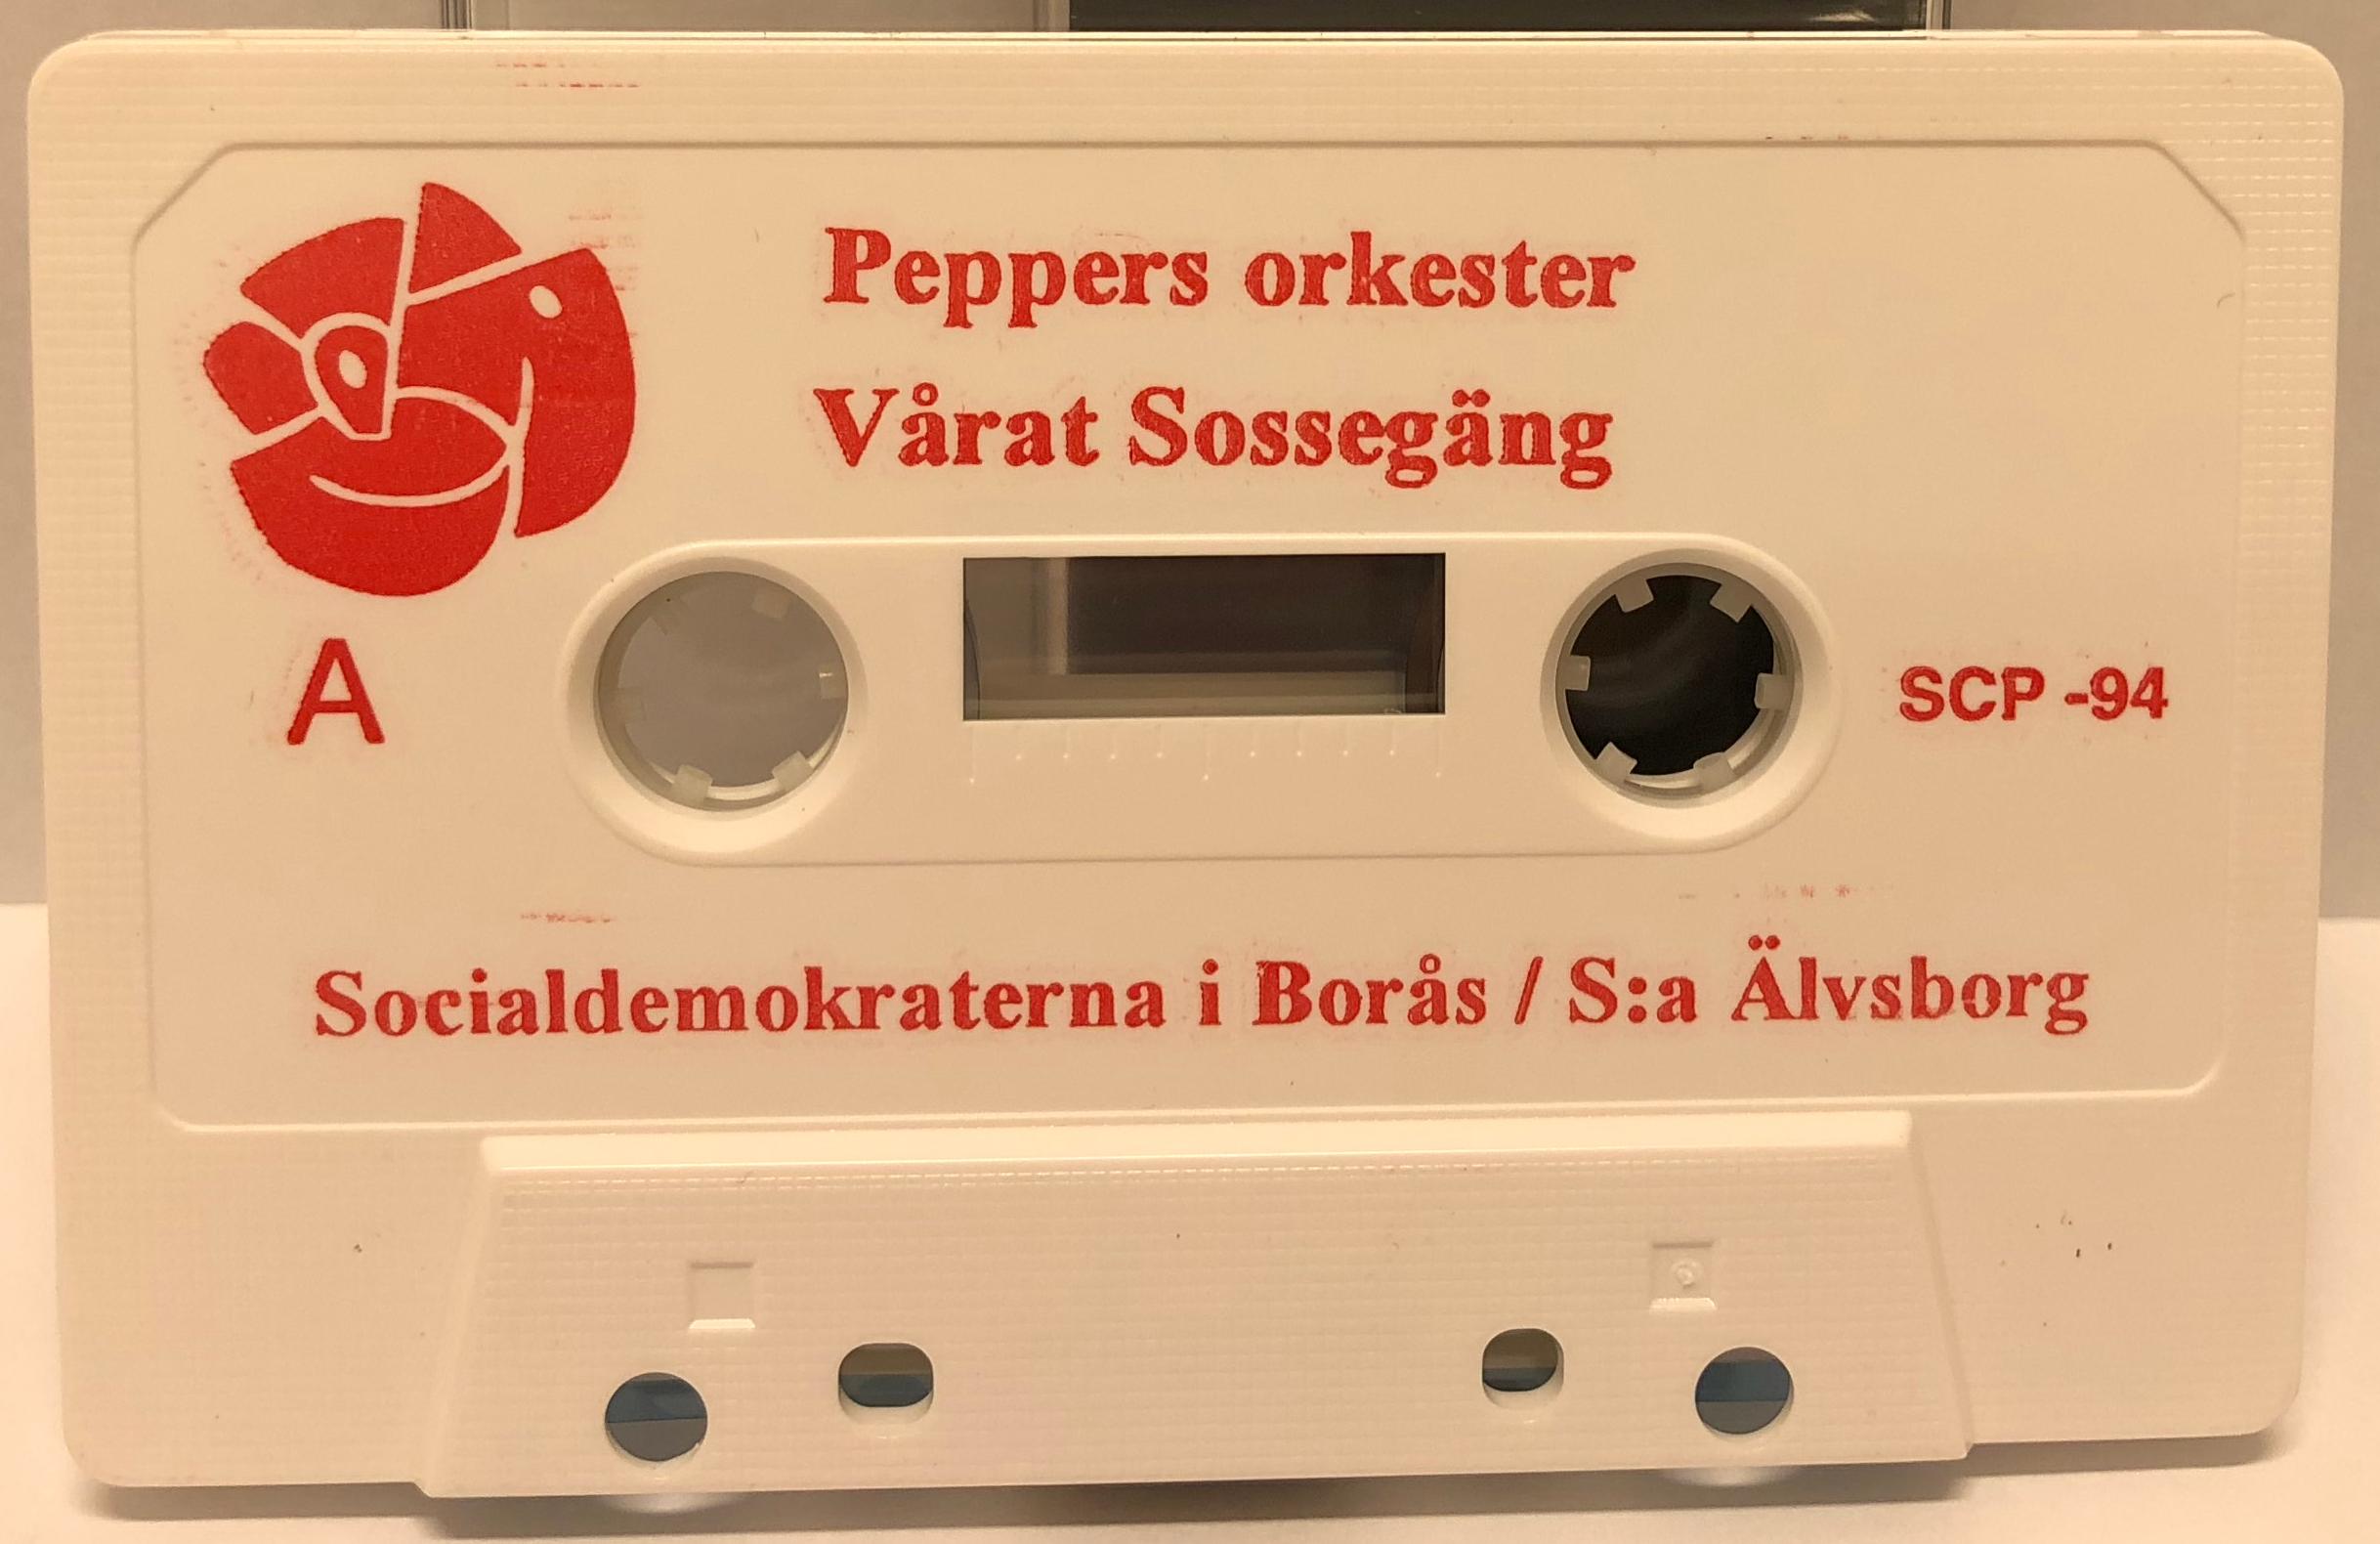 Peppers orkester
Vårat Sossegäng
A
SCP -94
Socialdemokraterna i Borås / S:a Älvsborg